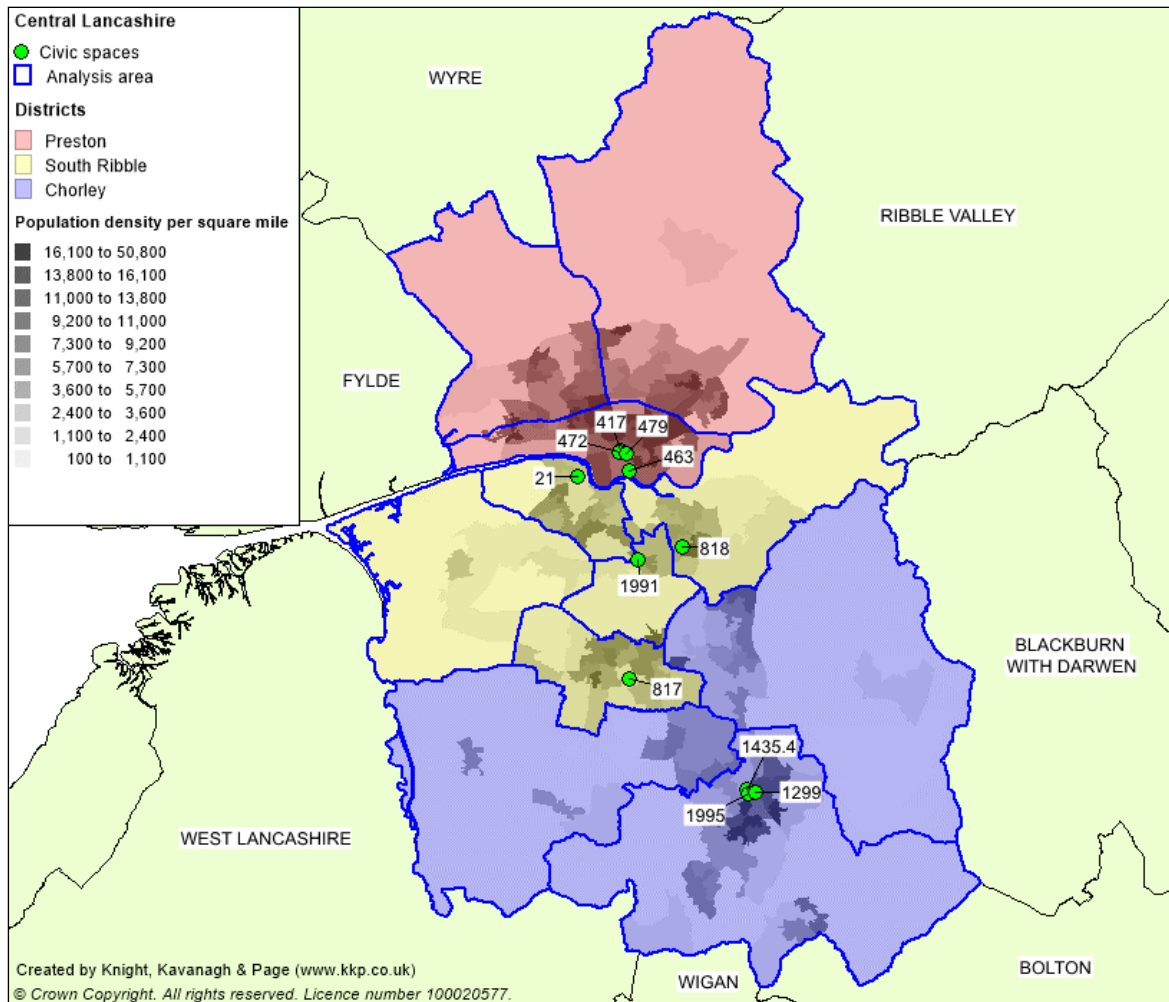 Central Lancashire
Civic spaces
Analysis area
Districts
Preston
South Ribble
Chorley
Population density per square mile
16,100 to 50,800
13,800 to 16,100
11,000 to 13,800
9,200 to 11,000
7,300 to 9,200
5,700 to 7,300
3,600 to 5,700
2,400 to 3,600
1,100 to 2,400
100 to 1,100
WYRE
RIBBLE VALLEY
FYLDE
417
479
472
463
21
818
1991
BLACKBURN
WITH DARWEN
817
1435.4
1299
1995
WEST LANCASHIRE
BOLTON
WIGAN
Created by Knight, Kavanagh & Page (www.kkp.co.uk)
© Crown Copyright. All rights reserved. Licence number 100020577.